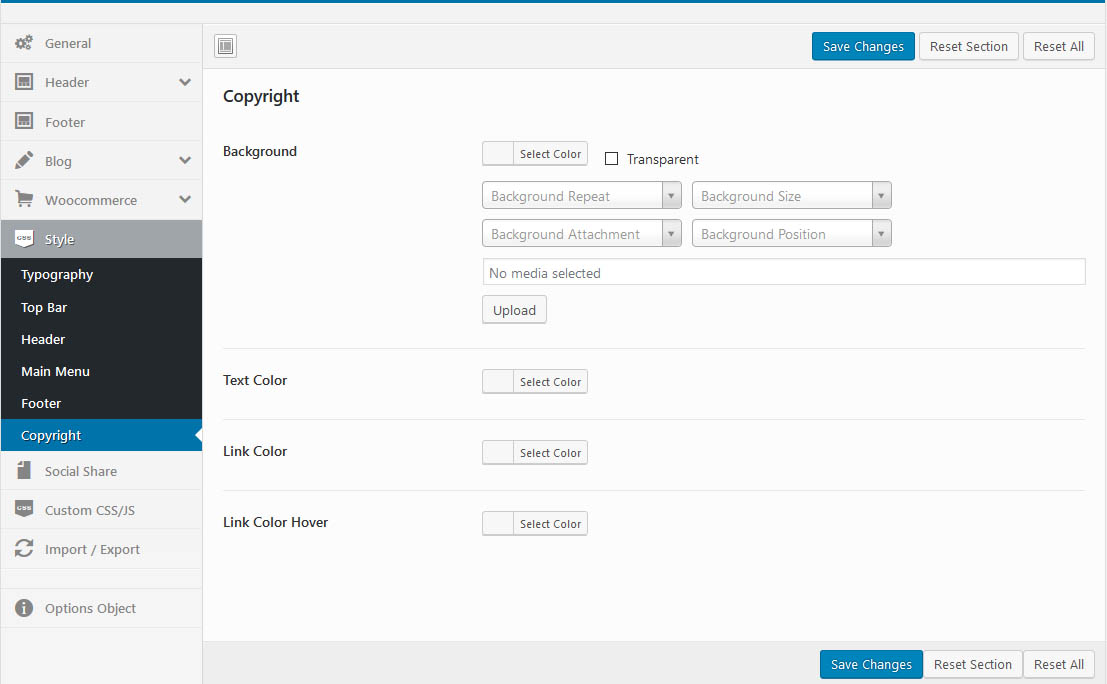 General
Header
Footer
Blog
Woocommerce
css Style
Typography
Top Bar
Header
Main Menu
Footer
Copyright
Social Share
css Custom CSS/JS
Import / Export
Options Object
Save Changes Reset Section Reset All
Copyright
Background Select Color Transparent
Background Repeat Background Size
Background Attachment Background Position
No media selected
Upload
Text Color Select Color
Link Color Select Color
Link Color Hover Select Color
Save Changes Reset Section Reset All